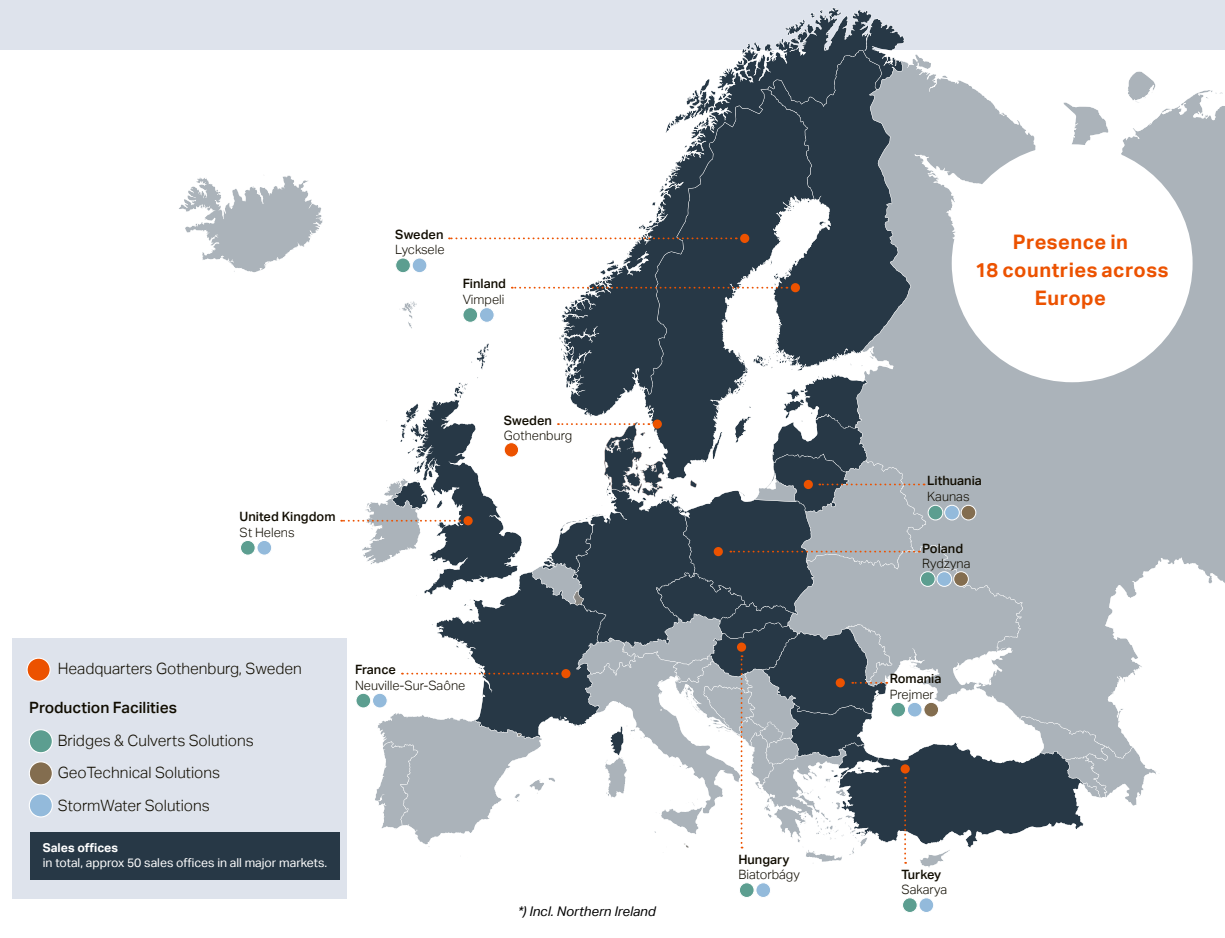 Presence in
18 countries across
Europe
Sweden
Lycksele
Finland
Vimpeli
Sweden
Gothenburg
Lithuania
Kaunas
United Kingdom
St Helens
Poland
Rydzyna
France
Neuville-Sur-Saône
Romania
Prejmer
Hungary
Biatorbágy
Turkey
Sakarya
Headquarters Gothenburg, Sweden
Production Facilities
Bridges & Culverts Solutions
GeoTechnical Solutions
StormWater Solutions
Sales offices
in total, approx 50 sales offices in all major markets.
*) Incl. Northern Ireland